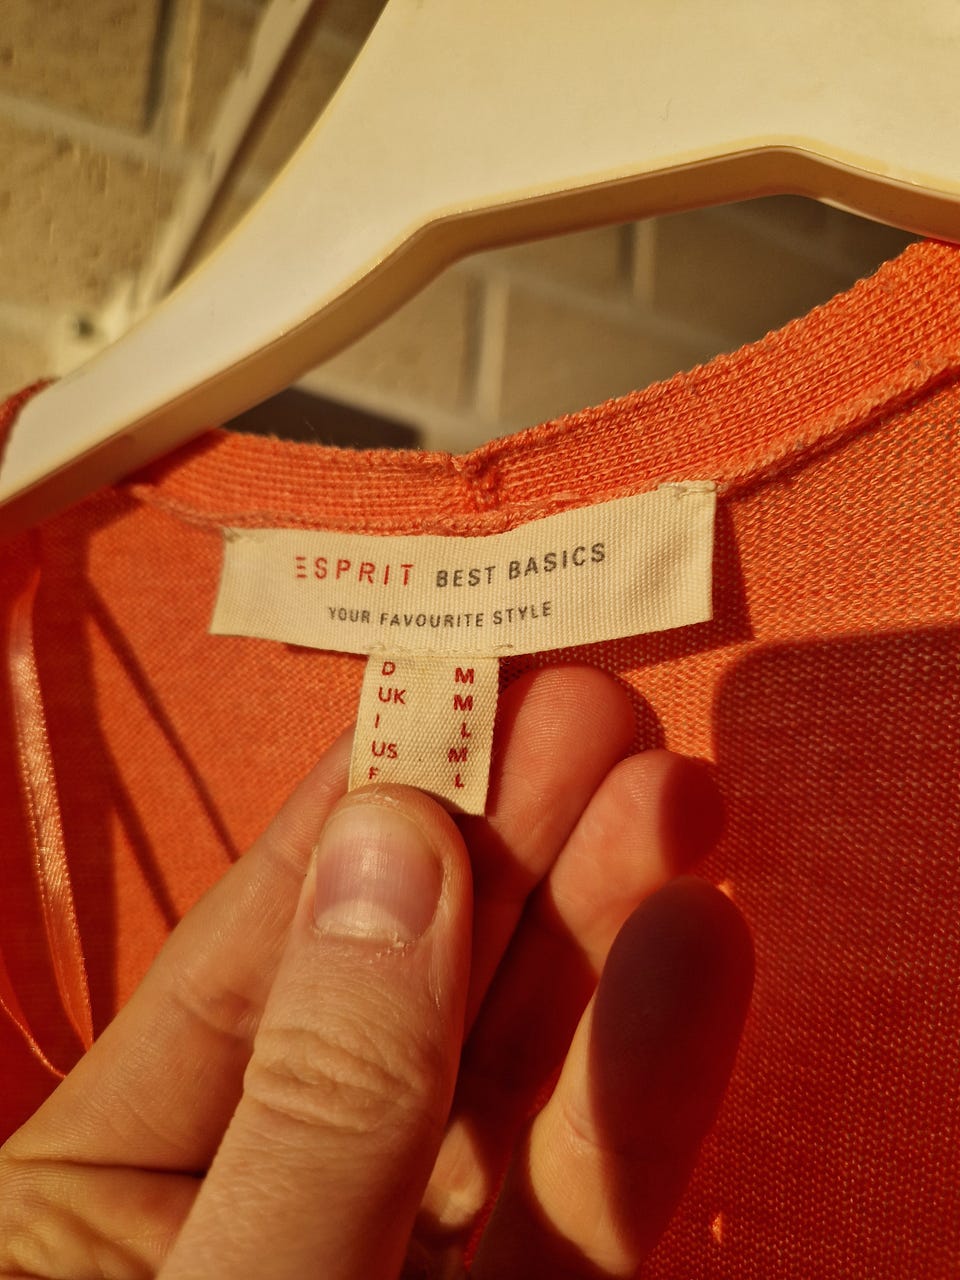 ESPRIT BEST BASICS
YOUR FAVOURITE STYLE
D M
UK M
I L
US M
F L